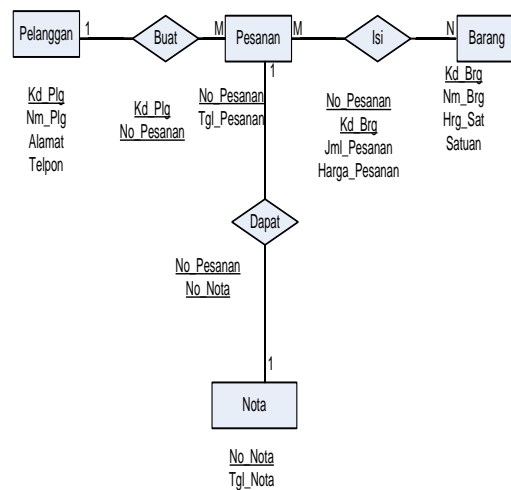 Pelanggan
1
Buat
M
Pesanan
M
Isi
N
Barang
Kd_Plg
Nm_Plg
Alamat
Telpon
Kd_Plg
No_Pesanan
No_Pesanan
Tgl_Pesanan
1
No_Pesanan
Kd_Brg
Jml_Pesanan
Harga_Pesanan
Kd_Brg
Nm_Brg
Hrg_Sat
Satuan
Dapat
No_Pesanan
No_Nota
1
Nota
No_Nota
Tgl_Nota